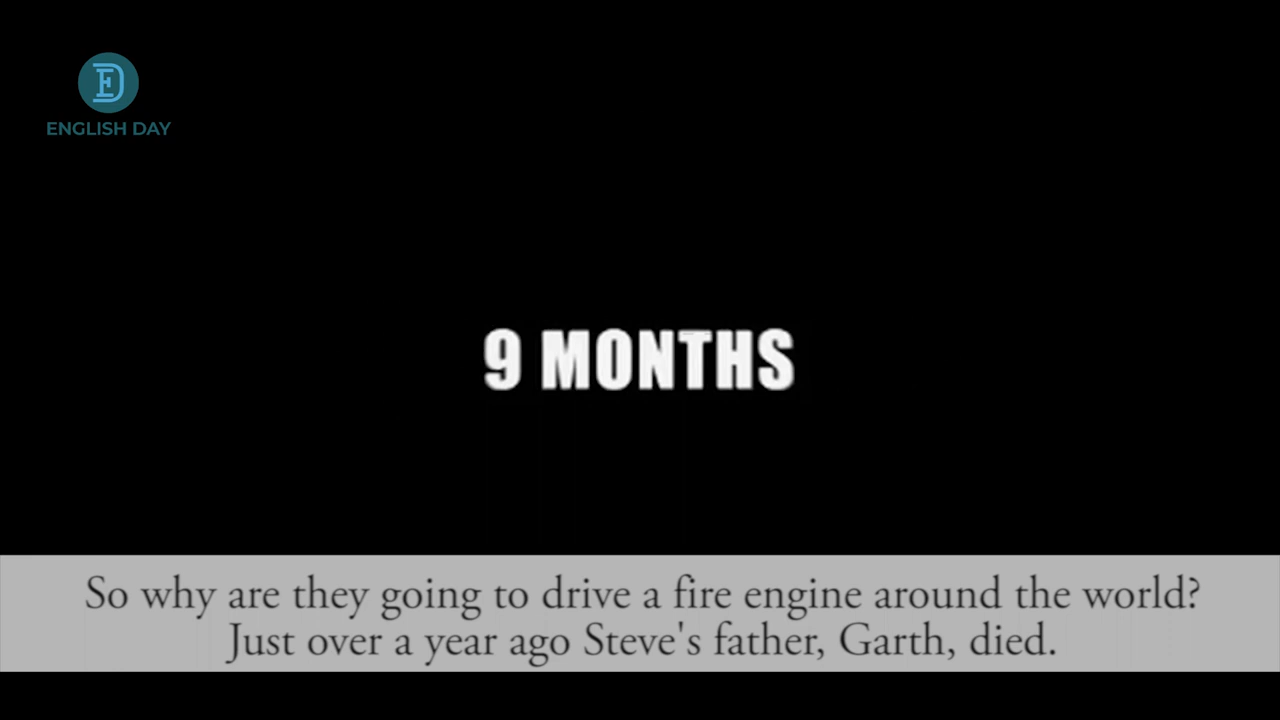 ENGLISH DAY
9 MONTHS
So why are they going to drive a fire engine around the world?
Just over a year ago Steve's father, Garth, died.